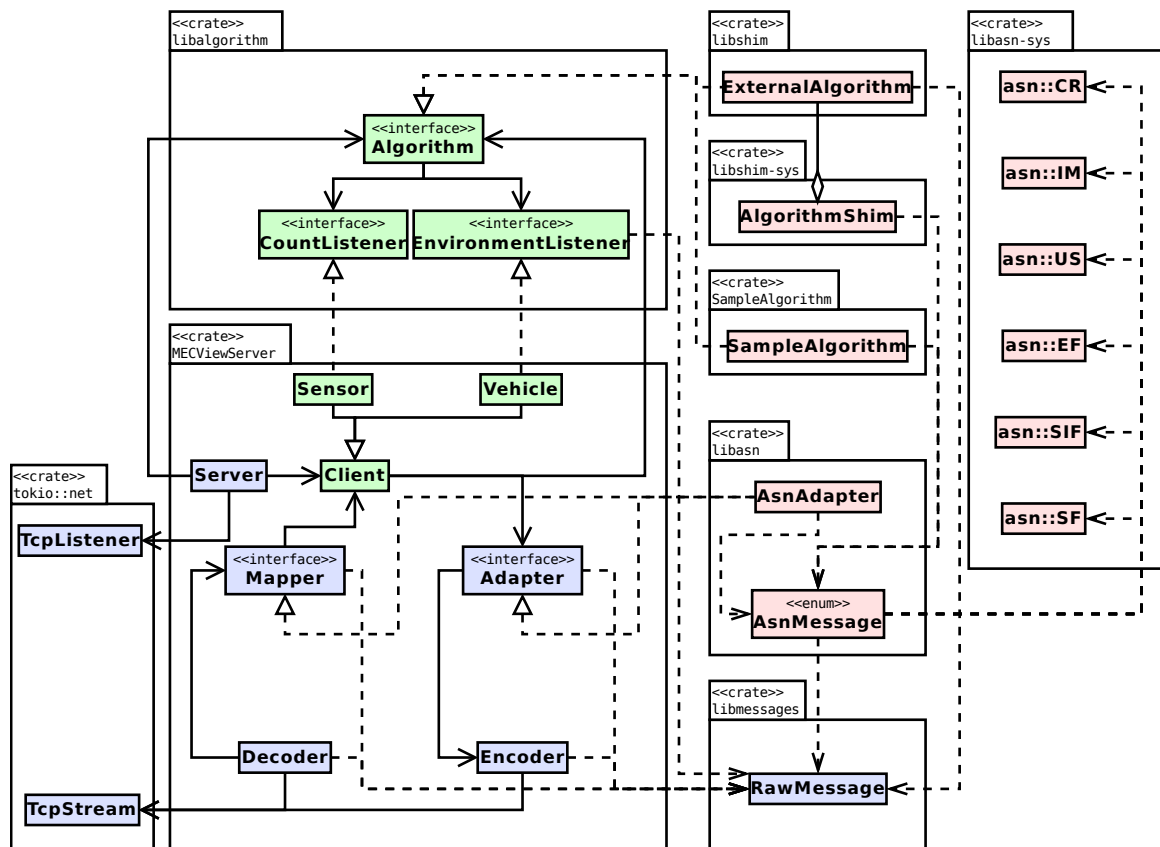 <<crate>>
libalgorithm
<<interface>>
Algorithm
<<interface>>
CountListener
<<interface>>
EnvironmentListener
<<crate>>
MECViewServer
Sensor
Vehicle
Server
Client
<<interface>>
Mapper
<<interface>>
Adapter
Decoder
Encoder
<<crate>>
tokio::net
TcpListener
TcpStream
<<crate>>
libshim
ExternalAlgorithm
<<crate>>
libshim-sys
AlgorithmShim
<<crate>>
SampleAlgorithm
SampleAlgorithm
<<crate>>
libasn
AsnAdapter
<<enum>>
AsnMessage
<<crate>>
libmessages
RawMessage
<<crate>>
libasn-sys
asn::CR
asn::IM
asn::US
asn::EF
asn::SIF
asn::SF